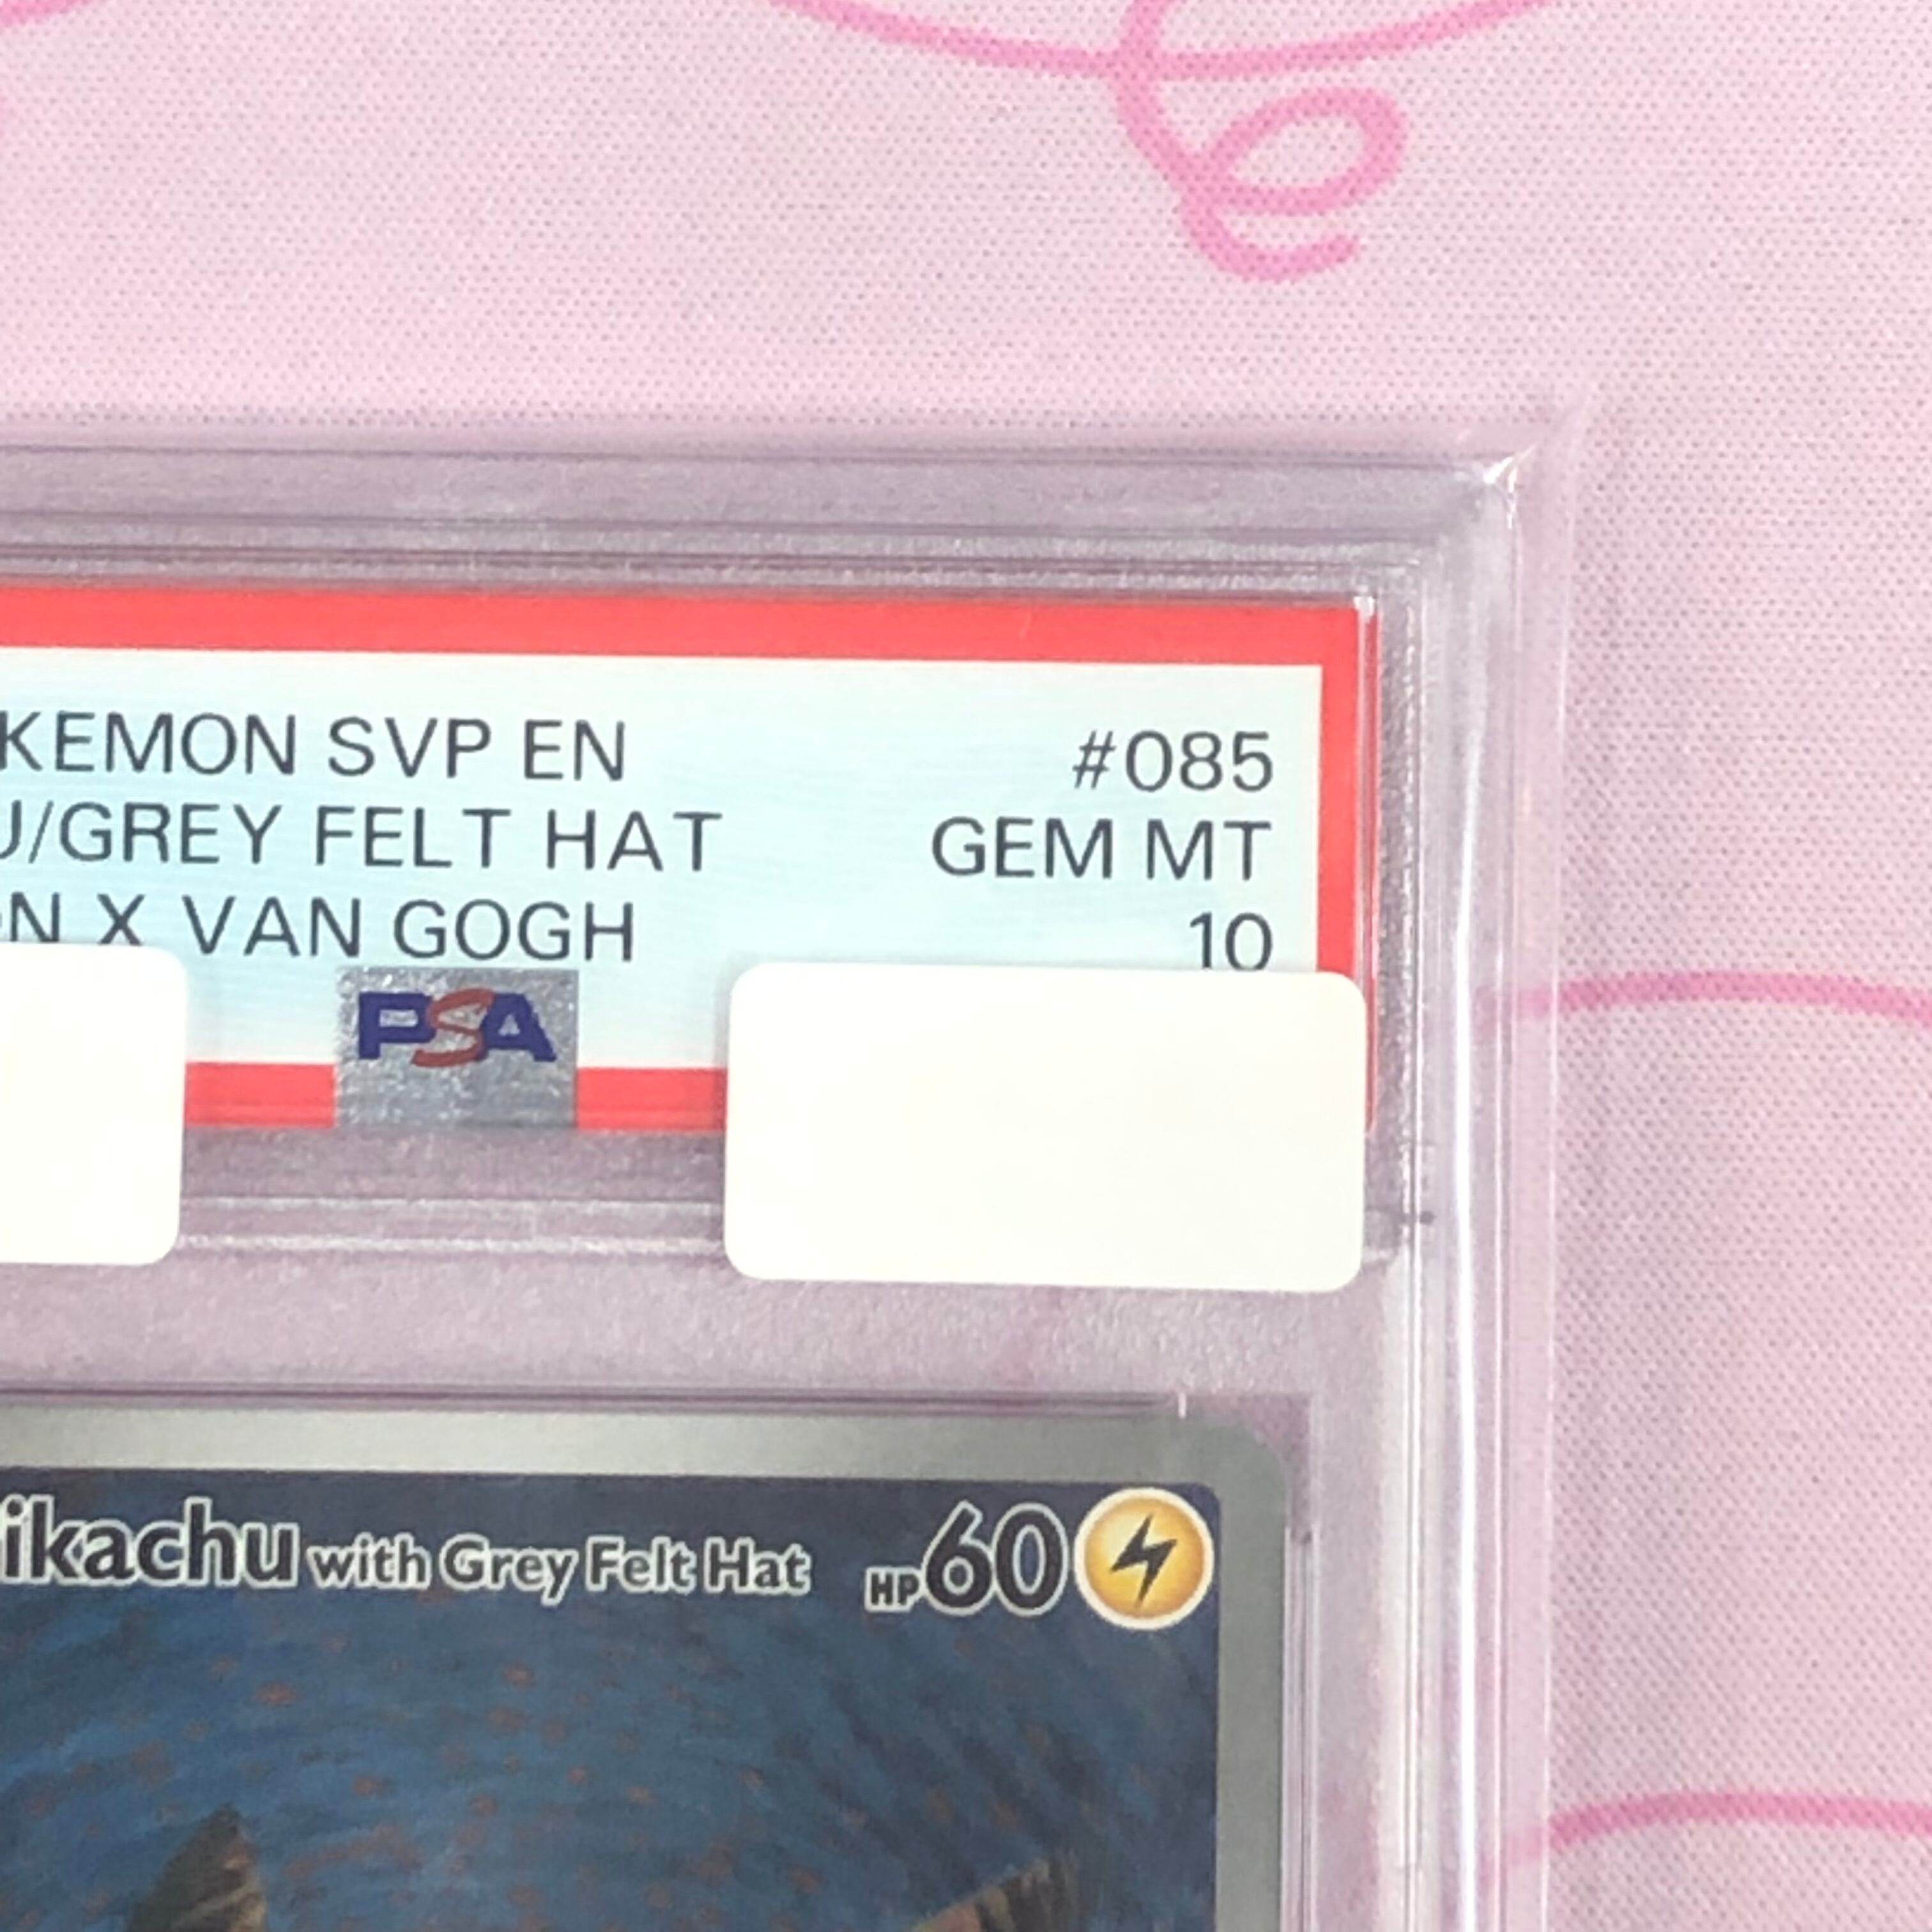 KEMON SVP EN #085
U/GREY FELT HAT GEM MT
ON X VAN GOGH 10
PSA
ikachu with Grey Felt Hat HP60